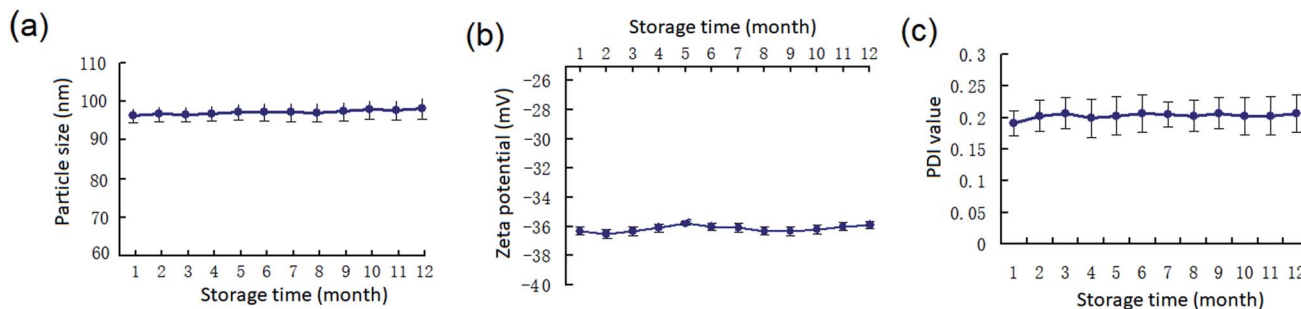 (a)
Particle size (nm)
110
100
90
80
70
60
1 2 3 4 5 6 7 8 9 10 11 12
Storage time (month)
(b)
Storage time (month)
1 2 3 4 5 6 7 8 9 10 11 12
Zeta potential (mV)
-26
-28
-30
-32
-34
-36
-38
-40
(c)
PDI value
0.3
0.25
0.2
0.15
0.1
0.05
0
1 2 3 4 5 6 7 8 9 10 11 12
Storage time (month)